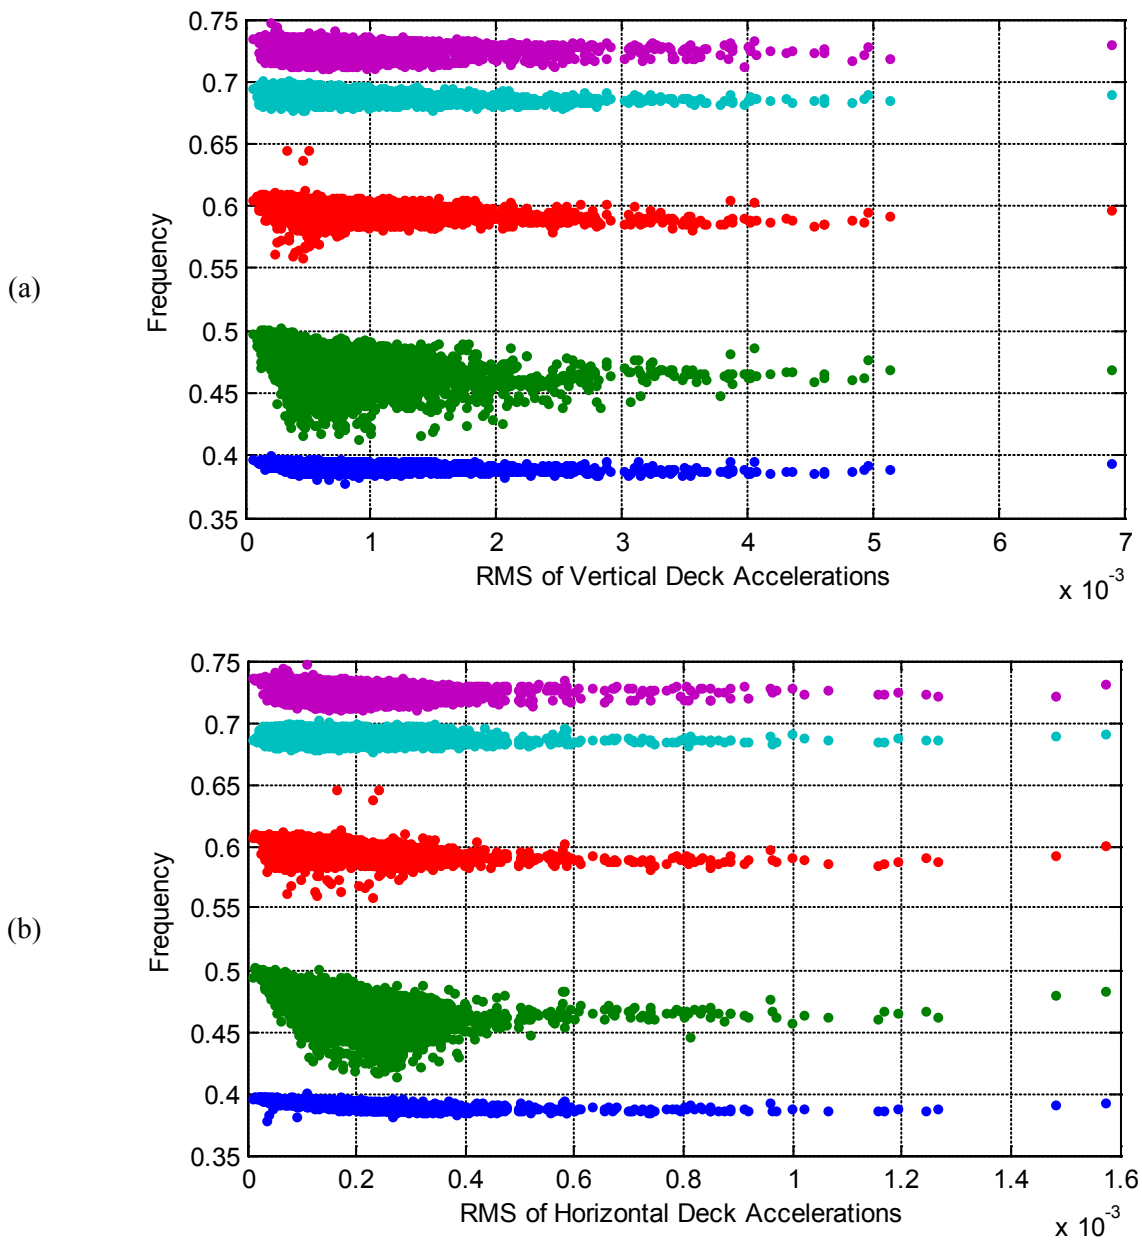 (a)
Frequency
0.75
0.7
0.65
0.6
0.55
0.5
0.45
0.4
0.35
0 1 2 3 4 5 6 7
RMS of Vertical Deck Accelerations
x 10-3
(b)
Frequency
0.75
0.7
0.65
0.6
0.55
0.5
0.45
0.4
0.35
0 0.2 0.4 0.6 0.8 1 1.2 1.4 1.6
RMS of Horizontal Deck Accelerations
x 10-3